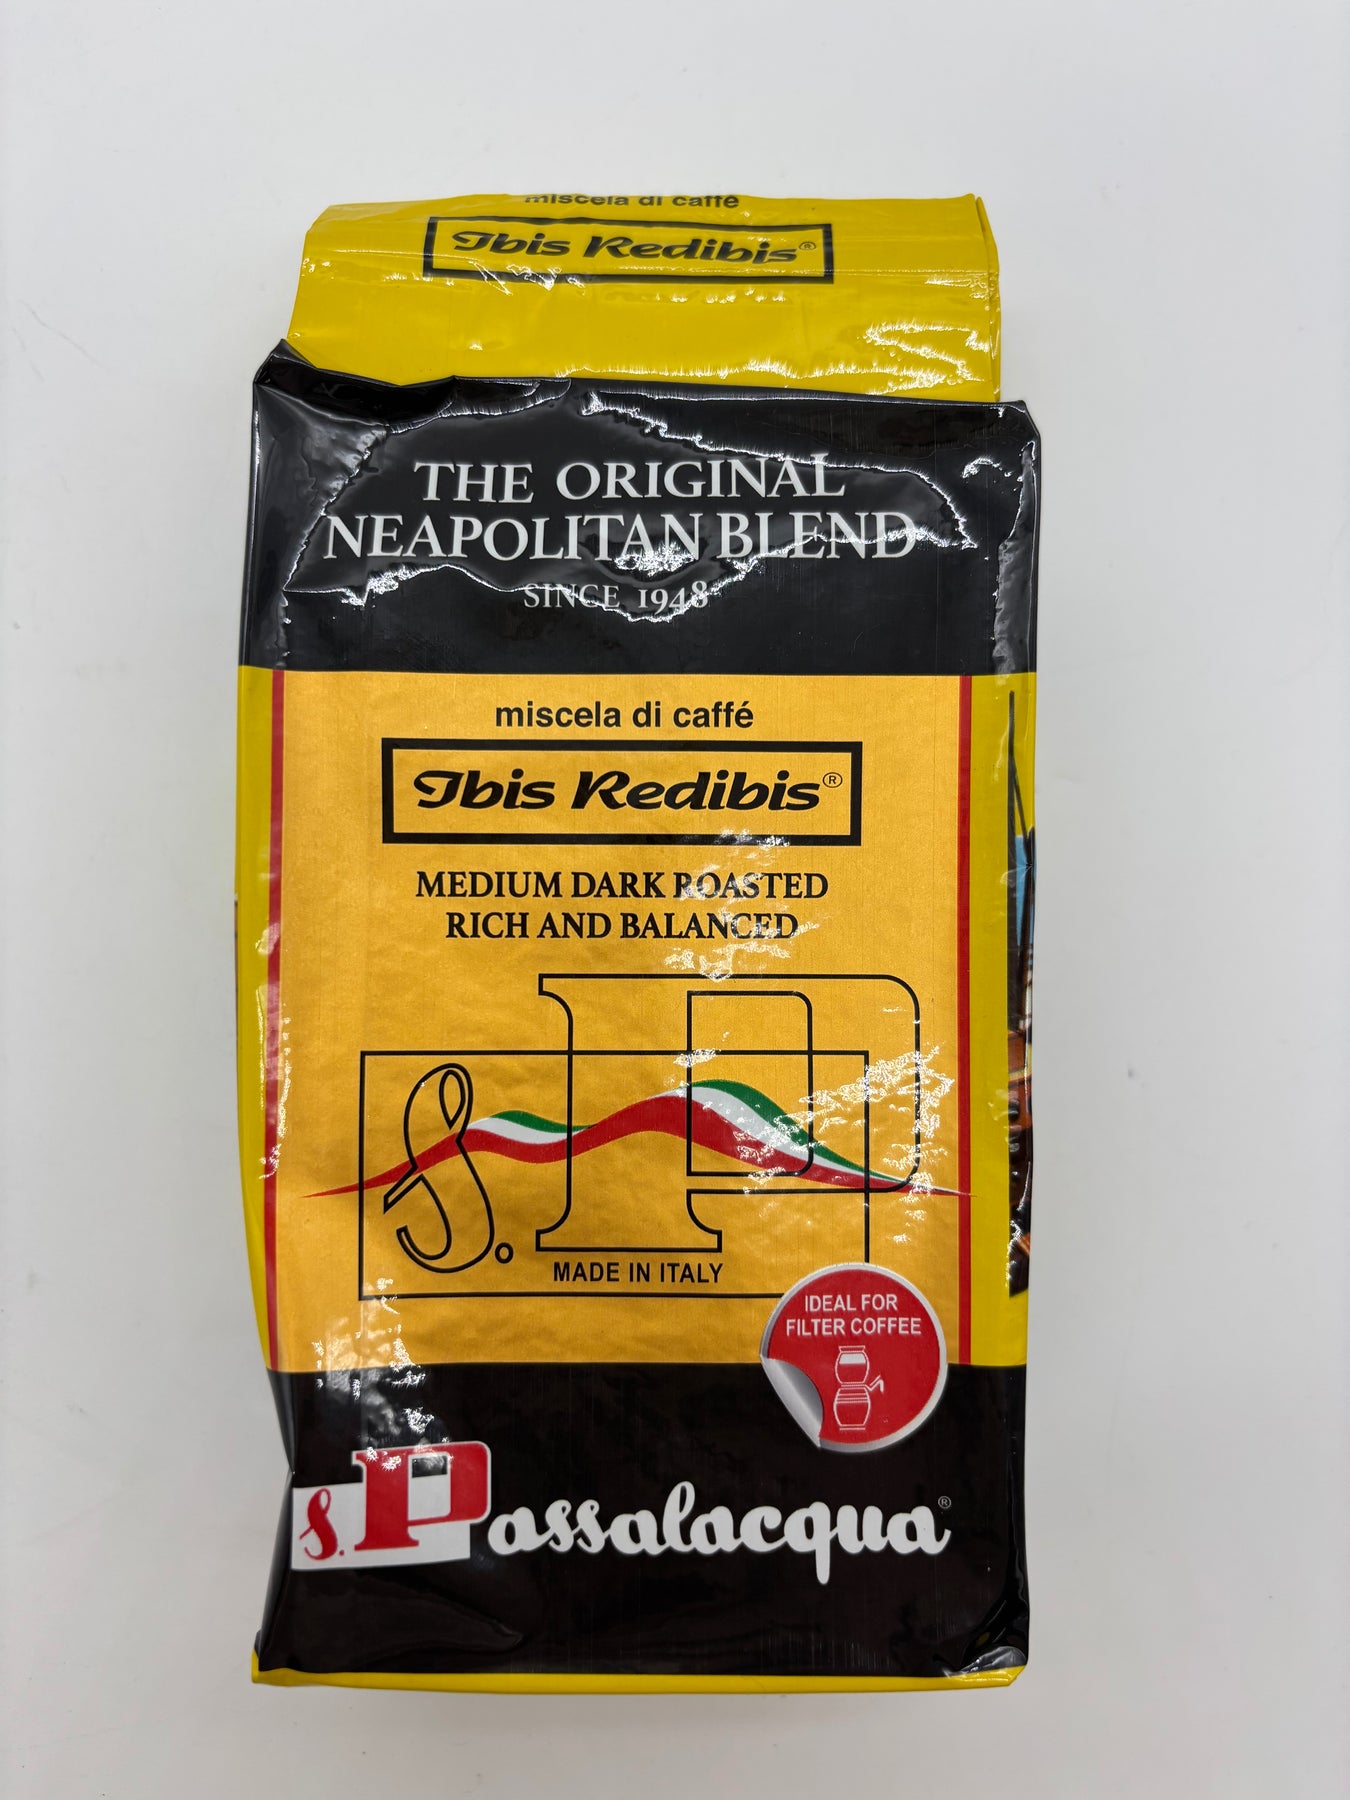 miscela di caffè
Ibis Redibis®
THE ORIGINAL
NEAPOLITAN BLEND
SINCE 1948
miscela di caffé
Ibis Redibis®
MEDIUM DARK ROASTED
RICH AND BALANCED
S.P
MADE IN ITALY
IDEAL FOR
FILTER COFFEE
S.Passalacqua®